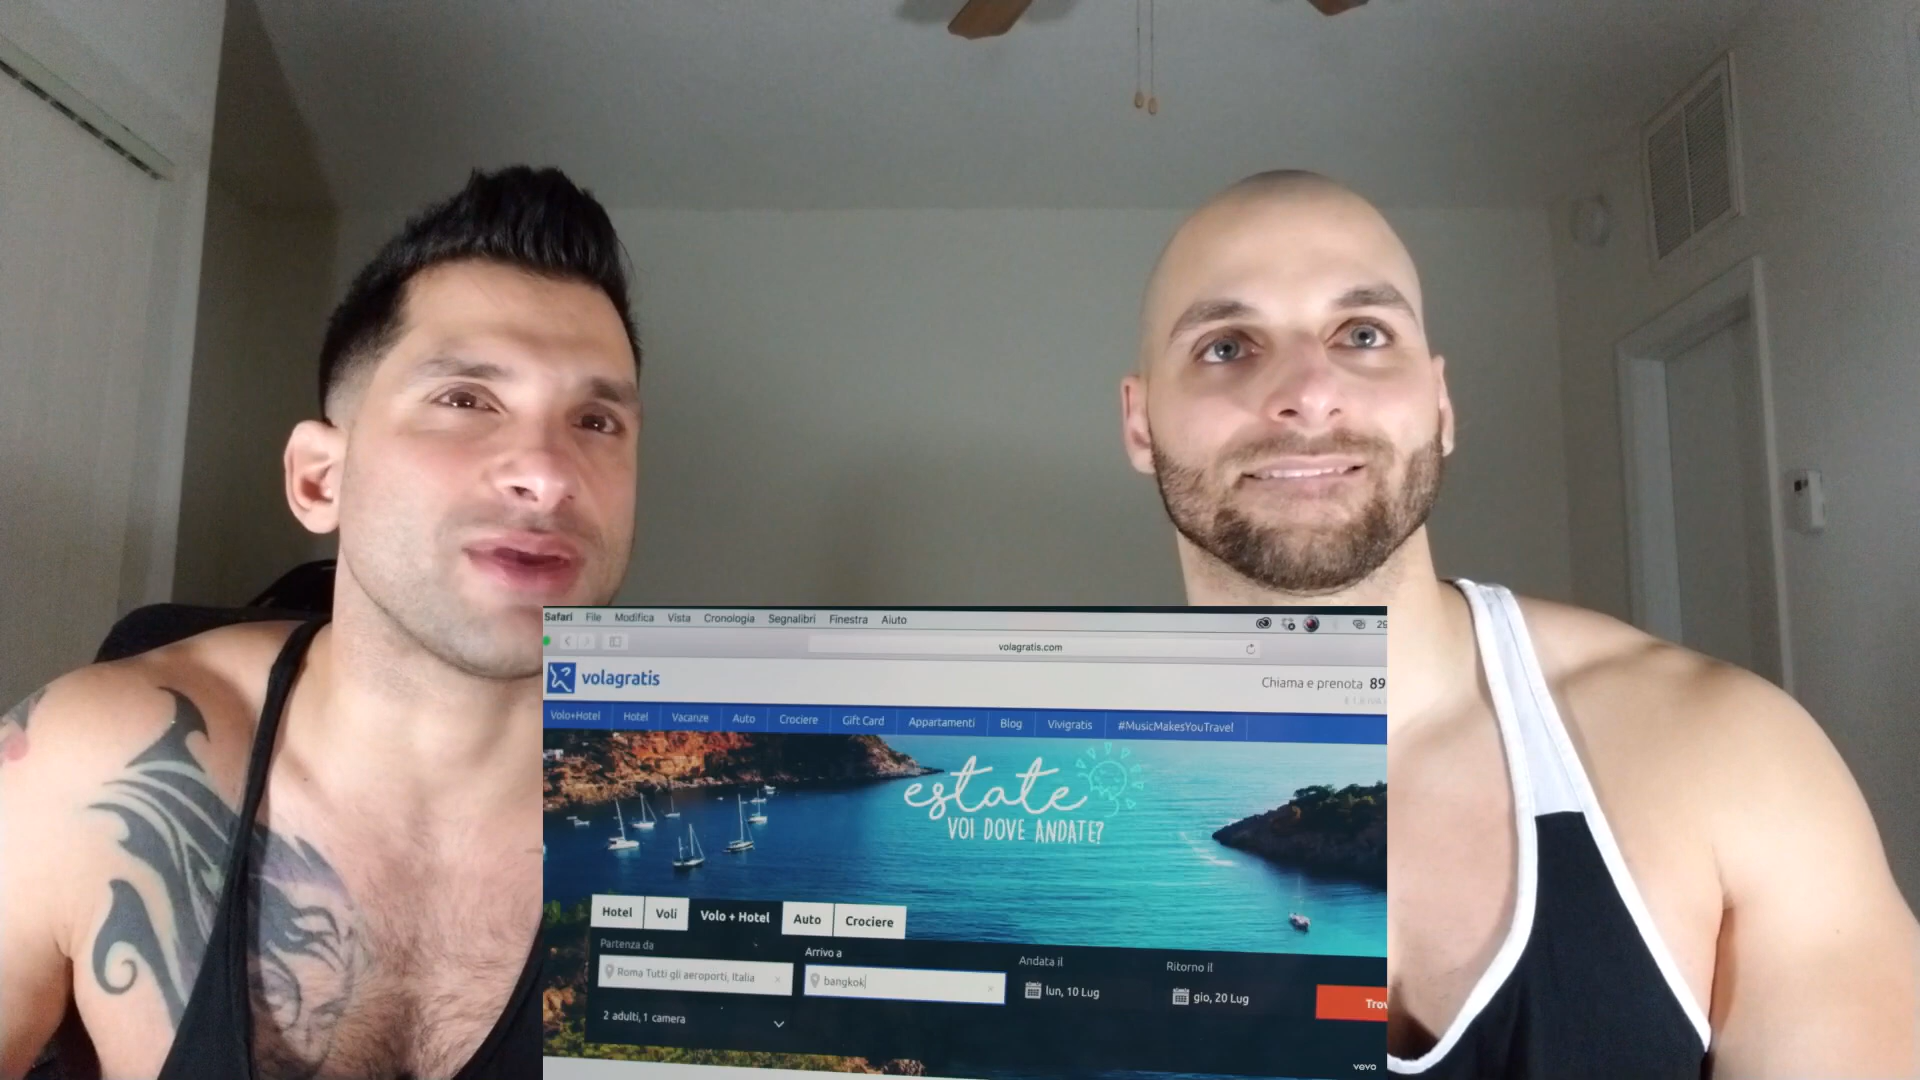 Safari File Modifica Vista Cronologia Segnalibri Finestra Aiuto 29
volagratis.com
volagratis
Chiama e prenota 89
Volo+Hotel Hotel Vacanze Auto Crociere Gift Card Appartamenti Blog Vivigratis #MusicMakesYouTravel
estate
VOI DOVE ANDATE?
Hotel Voli Volo + Hotel Auto Crociere
Partenza da Arrivo a Andata il Ritorno il
Roma Tutti gli aeroporti, Italia × bangkok × lun, 10 Lug gio, 20 Lug Trov
2 adulti, 1 camera
vevo